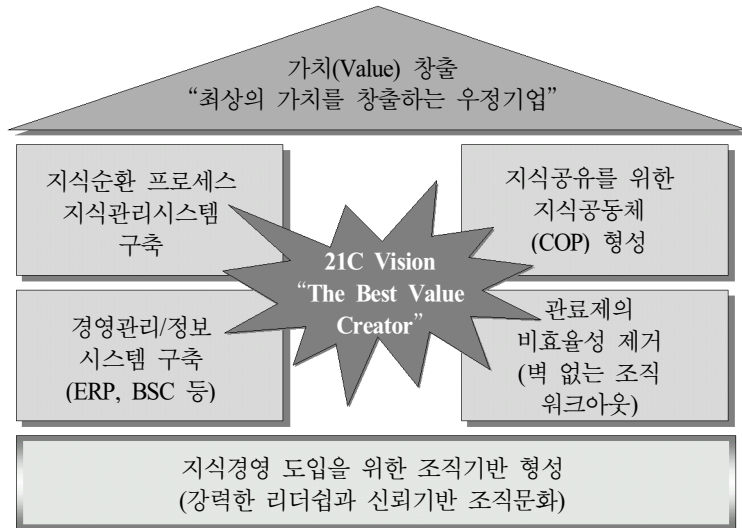 가치(Value) 창출
“최상의 가치를 창출하는 우정기업”
지식순환 프로세스
지식관리시스템
구축
지식공유를 위한
지식공동체
(COP) 형성
21C Vision
“The Best Value
Creator”
경영관리/정보
시스템 구축
(ERP, BSC 등)
관료제의
비효율성 제거
(벽 없는 조직
워크아웃)
지식경영 도입을 위한 조직기반 형성
(강력한 리더쉽과 신뢰기반 조직문화)